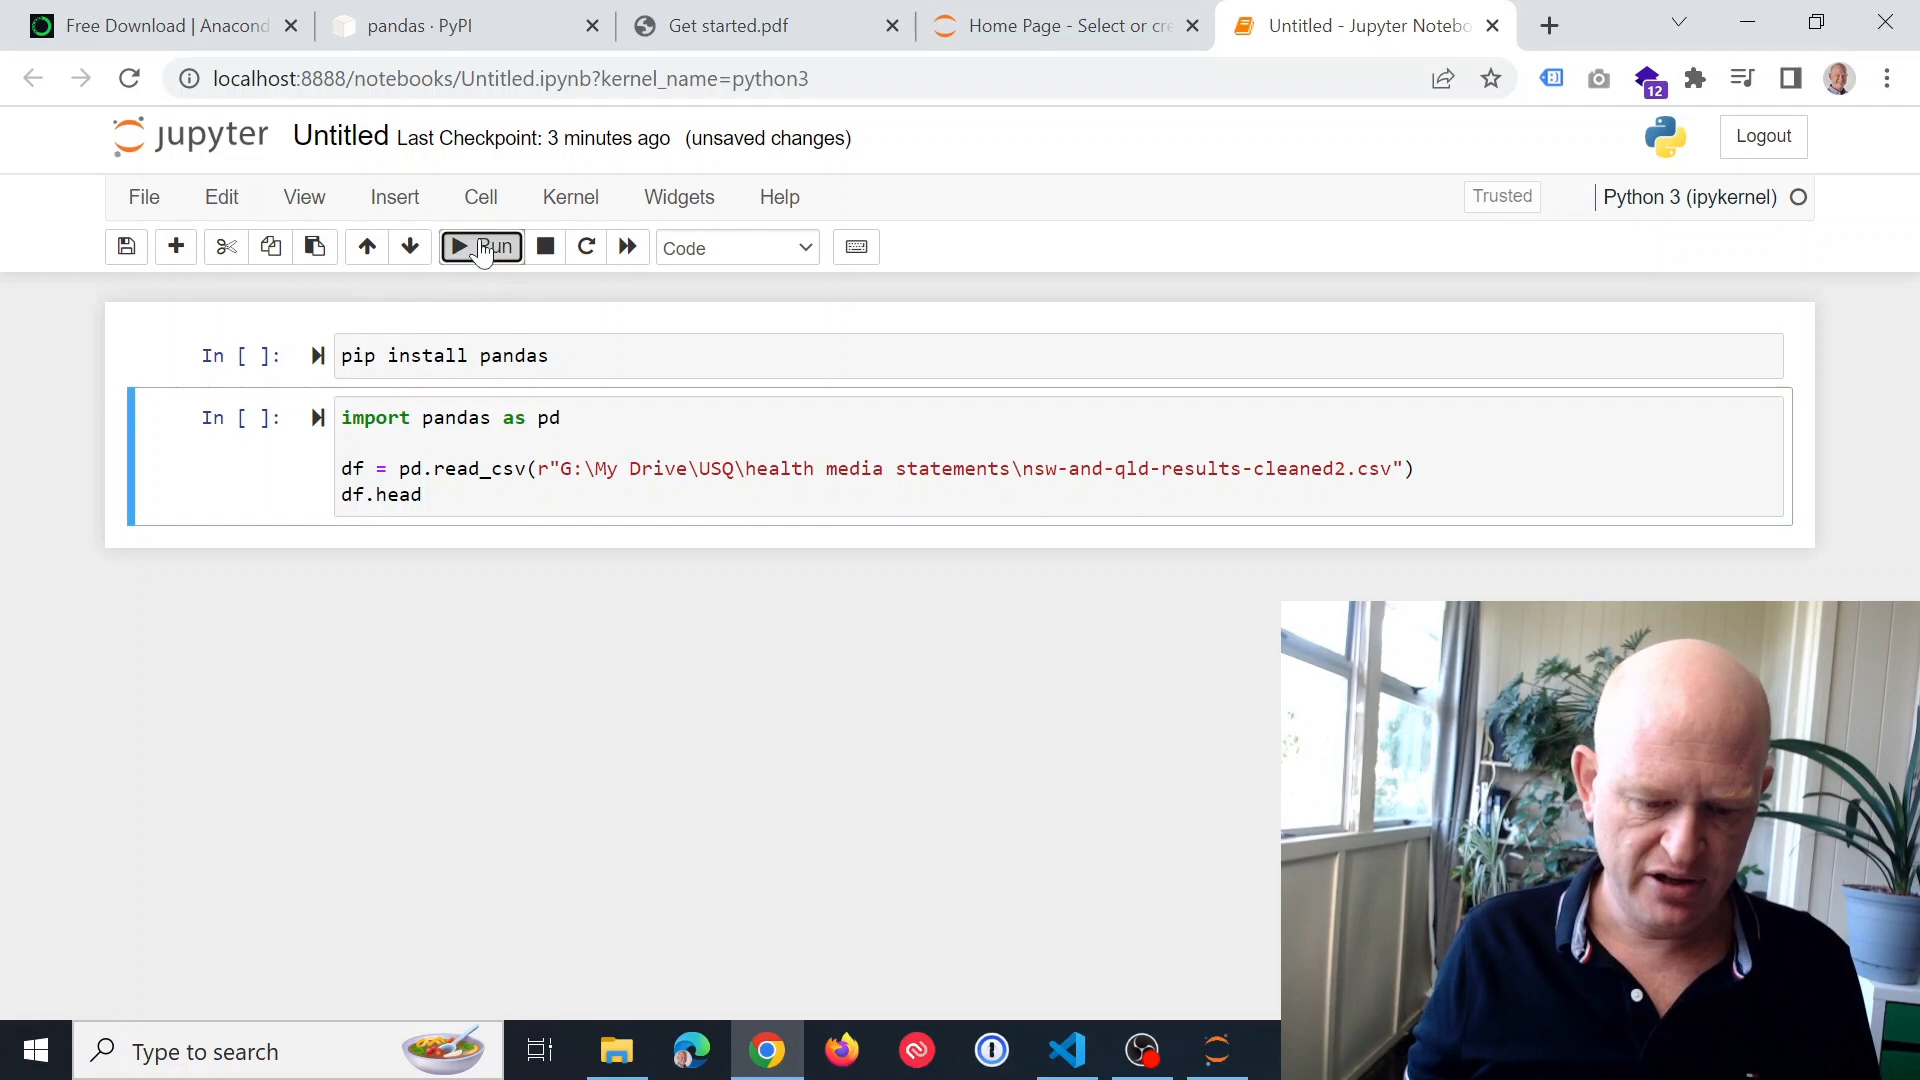 Free Download | Anacond
pandas · PyPI
Get started.pdf
Home Page - Select or cre
Untitled - Jupyter Notebo
localhost:8888/notebooks/Untitled.ipynb?kernel_name=python3
12
jupyter Untitled Last Checkpoint: 3 minutes ago (unsaved changes)
Logout
File Edit View Insert Cell Kernel Widgets Help
Trusted
Python 3 (ipykernel)
Run
Code
In [ ]: pip install pandas
In [ ]: import pandas as pd
df = pd.read_csv(r"G:\My Drive\USQ\health media statements\nsw-and-qld-results-cleaned2.csv")
df.head
Type to search